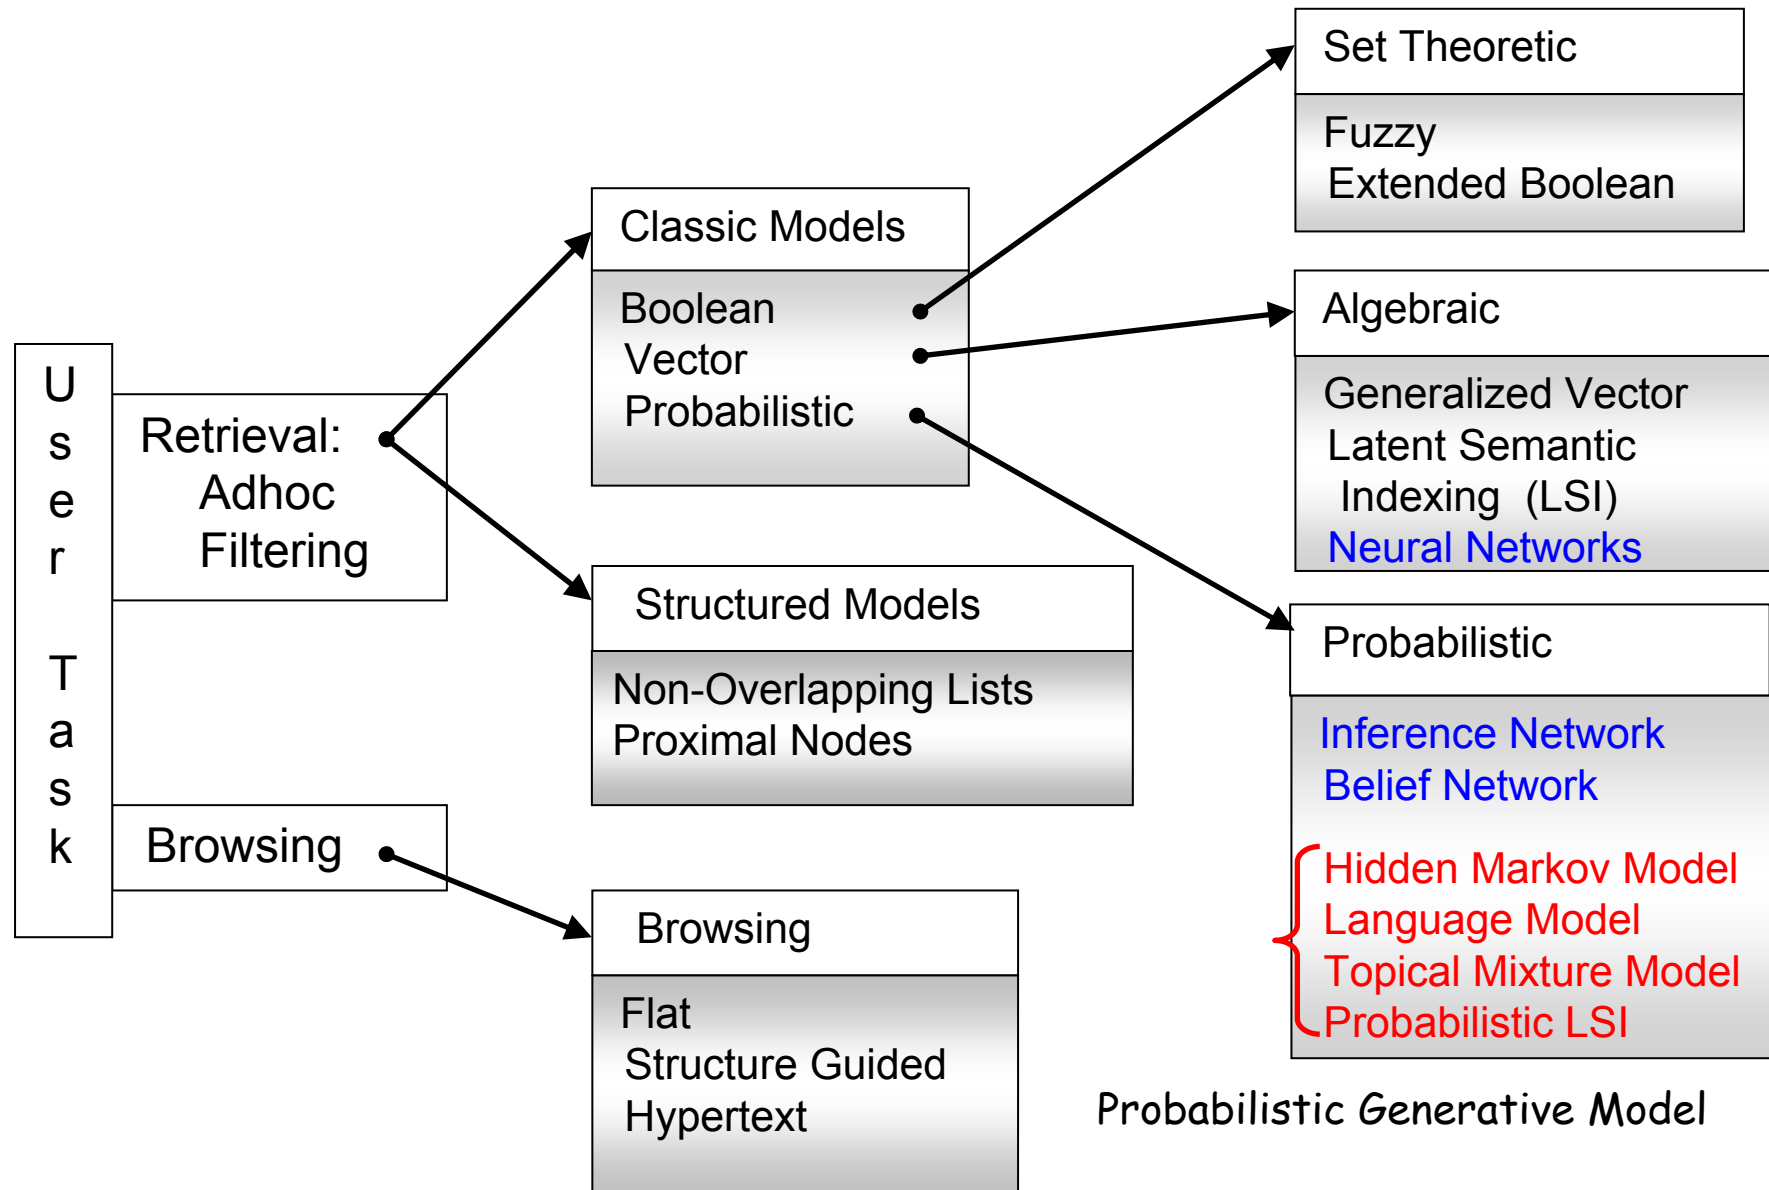 User Task
Retrieval:
Adhoc
Filtering
Browsing
Classic Models
Boolean
Vector
Probabilistic
Structured Models
Non-Overlapping Lists
Proximal Nodes
Browsing
Flat
Structure Guided
Hypertext
Set Theoretic
Fuzzy
Extended Boolean
Algebraic
Generalized Vector
Latent Semantic
Indexing (LSI)
Neural Networks
Probabilistic
Inference Network
Belief Network
Hidden Markov Model
Language Model
Topical Mixture Model
Probabilistic LSI
Probabilistic Generative Model